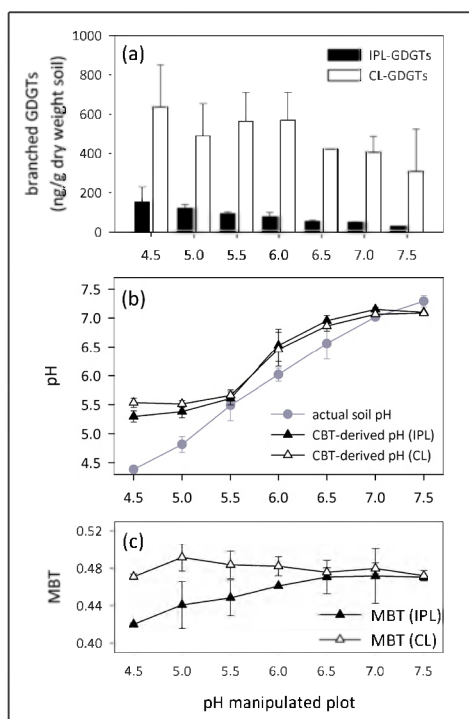 (a)
IPL-GDGTs
CL-GDGTs
branched GDGTs
(ng/g dry weight soil)
1000
800
600
400
200
0
4.5 5.0 5.5 6.0 6.5 7.0 7.5
(b)
pH
7.5
7.0
6.5
6.0
5.5
5.0
4.5
actual soil pH
CBT-derived pH (IPL)
CBT-derived pH (CL)
4.5 5.0 5.5 6.0 6.5 7.0 7.5
(c)
MBT
0.52
0.48
0.44
0.40
MBT (IPL)
MBT (CL)
4.5 5.0 5.5 6.0 6.5 7.0 7.5
pH manipulated plot